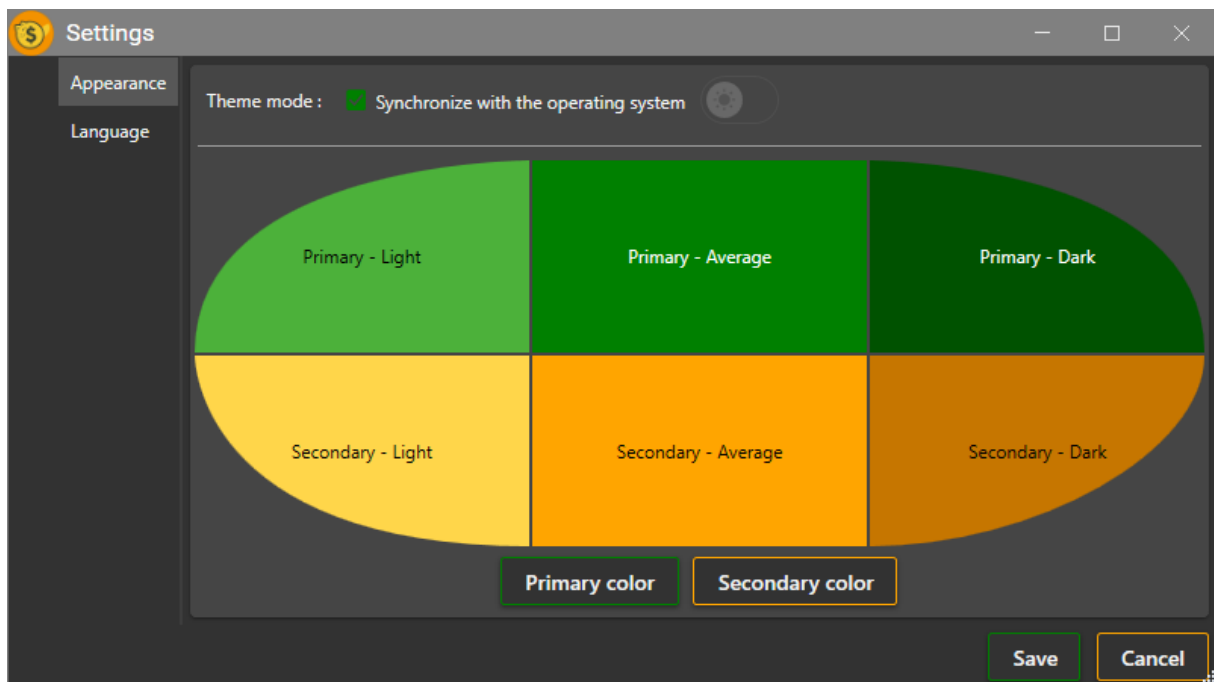 Settings
Appearance
Language
Theme mode : Synchronize with the operating system
Primary - Light
Primary - Average
Primary - Dark
Secondary - Light
Secondary - Average
Secondary - Dark
Primary color
Secondary color
Save
Cancel